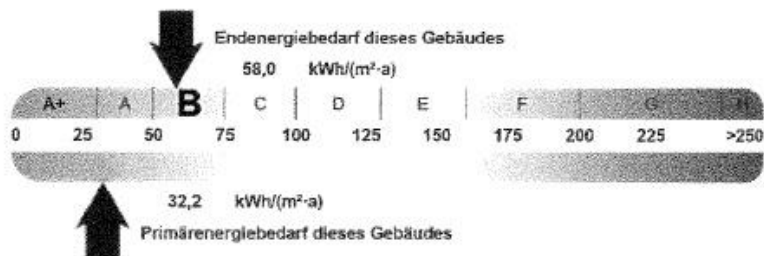 Endenergiebedarf dieses Gebäudes
58,0 kWh/(m²·a)
A+ A B C D E F G H
0 25 50 75 100 125 150 175 200 225 >250
32,2 kWh/(m²·a)
Primärenergiebedarf dieses Gebäudes